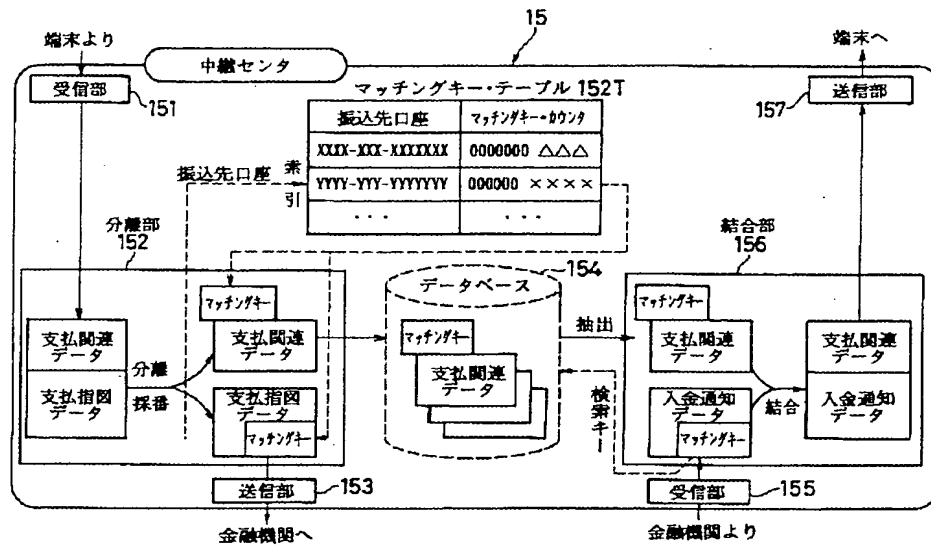 端末より
15
端末へ
中継センタ
受信部
151
マッチングキー・テーブル 152T
157
送信部
振込先口座
マッチングキー・カウンタ
XXXX-XXX-XXXXXXX
0000000 △△△
YYYY-YYY-YYYYYYY
000000 ××××
・・・
・・・
振込先口座
素引
分離部
152
154
結合部
156
マッチングキー
支払関連データ
データベース
マッチングキー
支払関連データ
抽出
マッチングキー
支払関連データ
支払関連データ
支払関連データ
分離
採番
支払指図データ
支払指図データ
マッチングキー
検索キー
入金通知データ
マッチングキー
結合
入金通知データ
送信部
153
受信部
155
金融機関へ
金融機関より